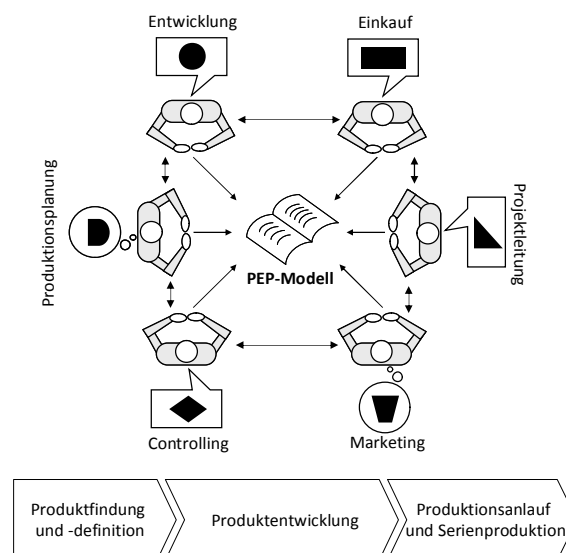 Entwicklung
Einkauf
Produktionsplanung
Projektleitung
PEP-Modell
Controlling
Marketing
Produktfindung
und -definition
Produktentwicklung
Produktionsanlauf
und Serienproduktion